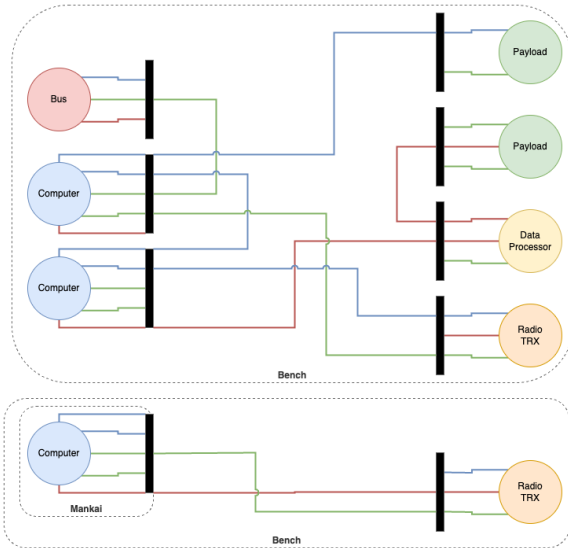 Payload
Bus
Payload
Computer
Data
Processor
Computer
Radio
TRX
Bench
Computer
Radio
TRX
Mankai
Bench